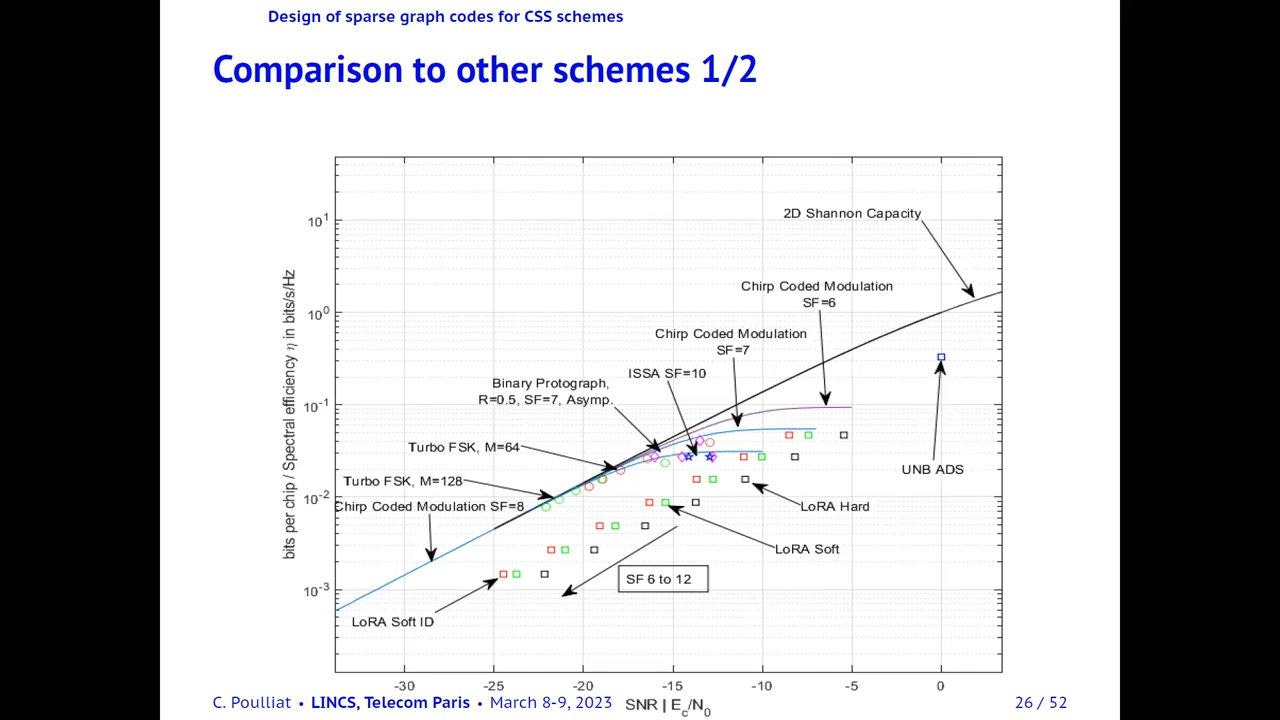 Design of sparse graph codes for CSS schemes
Comparison to other schemes 1/2
2D Shannon Capacity
Chirp Coded Modulation
SF=6
Chirp Coded Modulation
SF=7
ISSA SF=10
Binary Protograph,
R=0.5, SF=7, Asymp.
Turbo FSK, M=64
Turbo FSK, M=128
Chirp Coded Modulation SF=8
UNB ADS
LoRA Hard
LoRA Soft
SF 6 to 12
LoRA Soft ID
bits per chip / Spectral efficiency η in bits/s/Hz
10^1
10^0
10^-1
10^-2
10^-3
-30 -25 -20 -15 -10 -5 0
SNR | E_c/N_0
C. Poulliat • LINCS, Telecom Paris • March 8-9, 2023
26 / 52